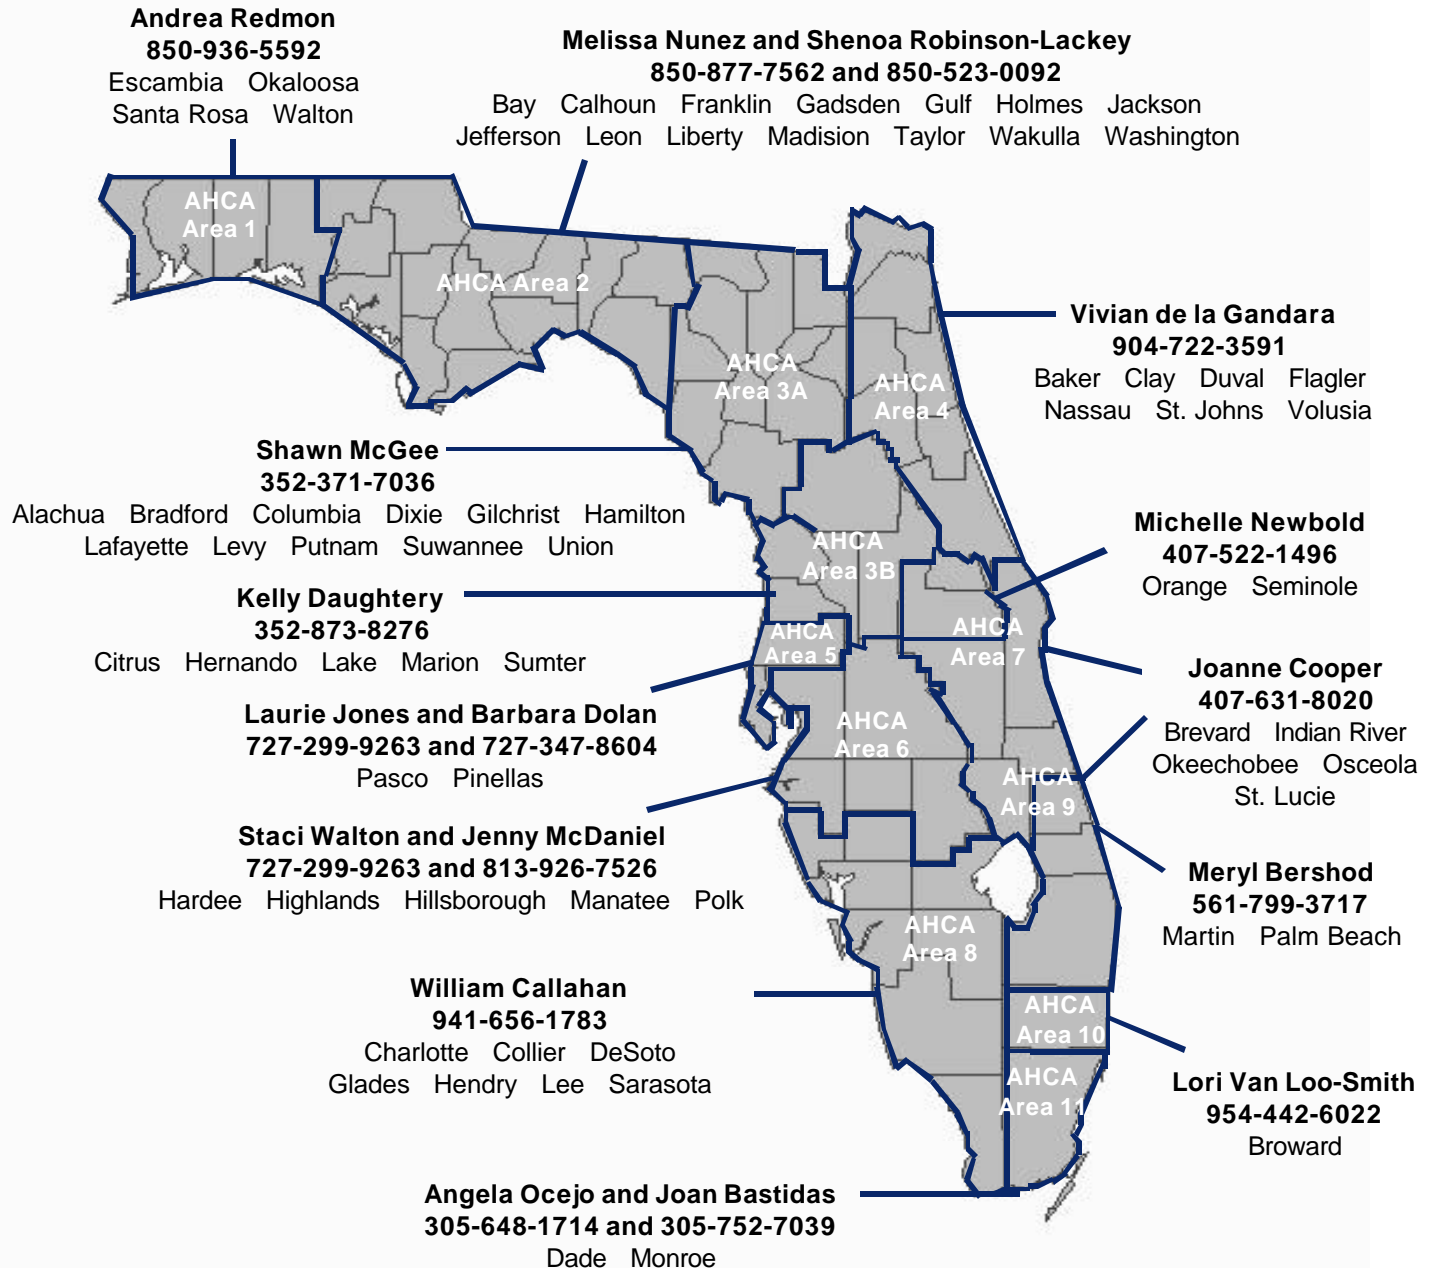 Andrea Redmon
850-936-5592
Escambia Okaloosa
Santa Rosa Walton
Melissa Nunez and Shenoa Robinson-Lackey
850-877-7562 and 850-523-0092
Bay Calhoun Franklin Gadsden Gulf Holmes Jackson
Jefferson Leon Liberty Madision Taylor Wakulla Washington
AHCA
Area 1
AHCA Area 2
AHCA
Area 3A
AHCA
Area 4
Vivian de la Gandara
904-722-3591
Baker Clay Duval Flagler
Nassau St. Johns Volusia
Shawn McGee
352-371-7036
Alachua Bradford Columbia Dixie Gilchrist Hamilton
Lafayette Levy Putnam Suwannee Union
AHCA
Area 3B
Michelle Newbold
407-522-1496
Orange Seminole
Kelly Daughtery
352-873-8276
Citrus Hernando Lake Marion Sumter
AHCA
Area 5
AHCA
Area 7
Joanne Cooper
407-631-8020
Brevard Indian River
Okeechobee Osceola
St. Lucie
Laurie Jones and Barbara Dolan
727-299-9263 and 727-347-8604
Pasco Pinellas
AHCA
Area 6
AHCA
Area 9
Staci Walton and Jenny McDaniel
727-299-9263 and 813-926-7526
Hardee Highlands Hillsborough Manatee Polk
Meryl Bershod
561-799-3717
Martin Palm Beach
AHCA
Area 8
William Callahan
941-656-1783
Charlotte Collier DeSoto
Glades Hendry Lee Sarasota
AHCA
Area 10
AHCA
Area 11
Lori Van Loo-Smith
954-442-6022
Broward
Angela Ocejo and Joan Bastidas
305-648-1714 and 305-752-7039
Dade Monroe